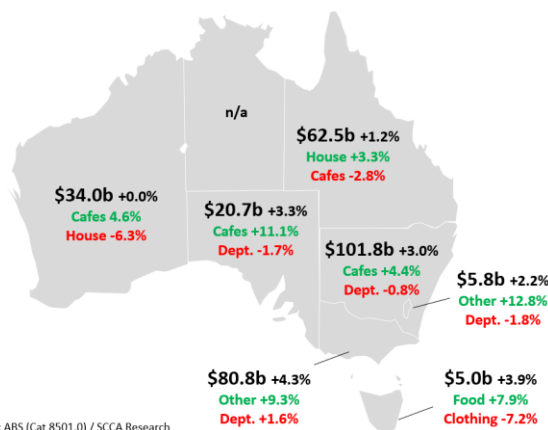 n/a
$62.5b +1.2%
House +3.3%
Cafes -2.8%
$34.0b +0.0%
Cafes 4.6%
House -6.3%
$20.7b +3.3%
Cafes +11.1%
Dept. -1.7%
$101.8b +3.0%
Cafes +4.4%
Dept. -0.8%
$5.8b +2.2%
Other +12.8%
Dept. -1.8%
$80.8b +4.3%
Other +9.3%
Dept. +1.6%
$5.0b +3.9%
Food +7.9%
Clothing -7.2%
ABS (Cat 8501.0) / SCCA Research